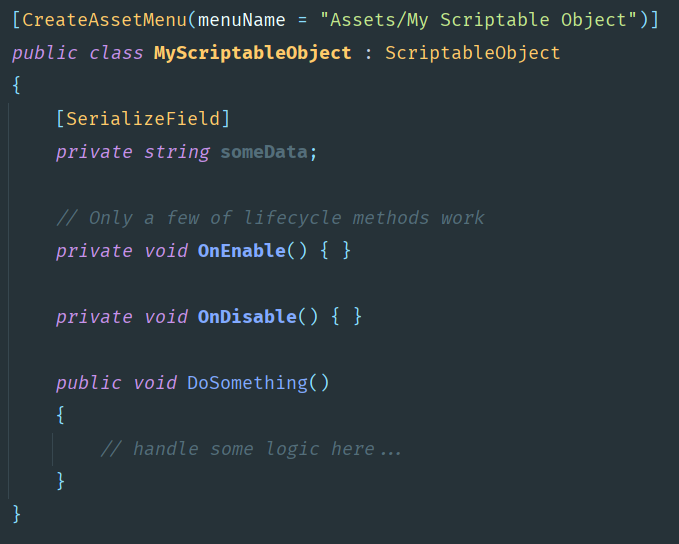 [CreateAssetMenu(menuName = "Assets/My Scriptable Object")]
public class MyScriptableObject : ScriptableObject
{
[SerializeField]
private string someData;
// Only a few of lifecycle methods work
private void OnEnable() { }
private void OnDisable() { }
public void DoSomething()
{
// handle some logic here...
}
}